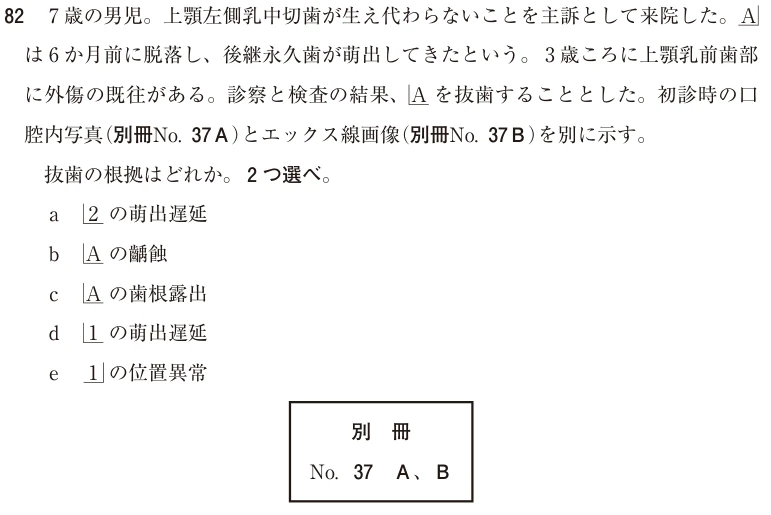 82 7歳の男児。上顎左側乳中切歯が生え代わらないことを主訴として来院した。A|
は6か月前に脱落し、後継永久歯が萌出してきたという。3歳ころに上顎乳前歯部
に外傷の既往がある。診察と検査の結果、|A を抜歯することとした。初診時の口
腔内写真(別冊No. 37A)とエックス線画像(別冊No. 37B)を別に示す。
抜歯の根拠はどれか。2つ選べ。
a |2 の萌出遅延
b |A の齲蝕
c |A の歯根露出
d |1 の萌出遅延
e 1|の位置異常
別 冊
No. 37 A、B